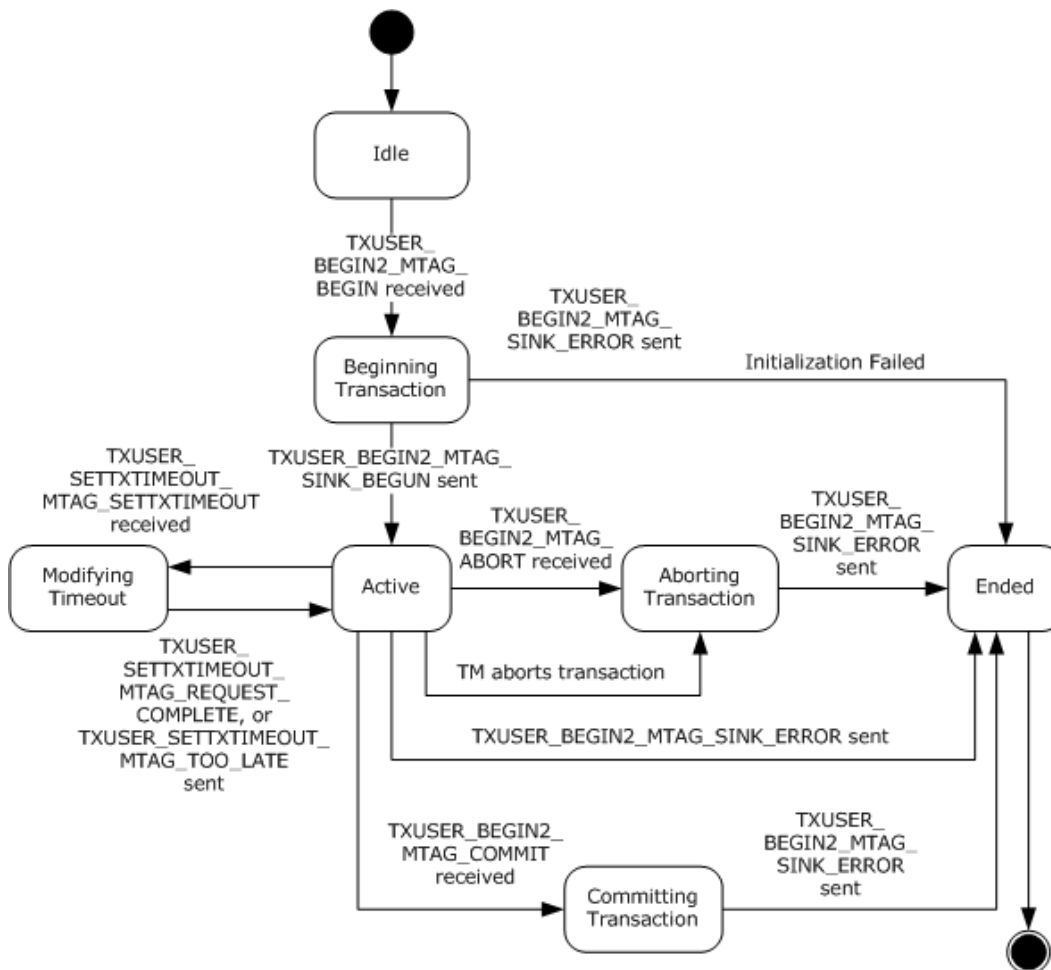 Idle
TXUSER_
BEGIN2_MTAG_
BEGIN received
TXUSER_
BEGIN2_MTAG_
SINK_ERROR sent
Beginning
Transaction
Initialization Failed
TXUSER_BEGIN2_MTAG_
SINK_BEGUN sent
TXUSER_
SETTXTIMEOUT_
MTAG_SETTXTIMEOUT
received
TXUSER_
BEGIN2_MTAG_
ABORT received
TXUSER_
BEGIN2_MTAG_
SINK_ERROR
sent
Modifying
Timeout
Active
Aborting
Transaction
Ended
TXUSER_
SETTXTIMEOUT_
MTAG_REQUEST_
COMPLETE, or
TXUSER_SETTXTIMEOUT_
MTAG_TOO_LATE
sent
TM aborts transaction
TXUSER_BEGIN2_MTAG_SINK_ERROR sent
TXUSER_BEGIN2_
MTAG_COMMIT
received
TXUSER_
BEGIN2_MTAG_
SINK_ERROR
sent
Committing
Transaction